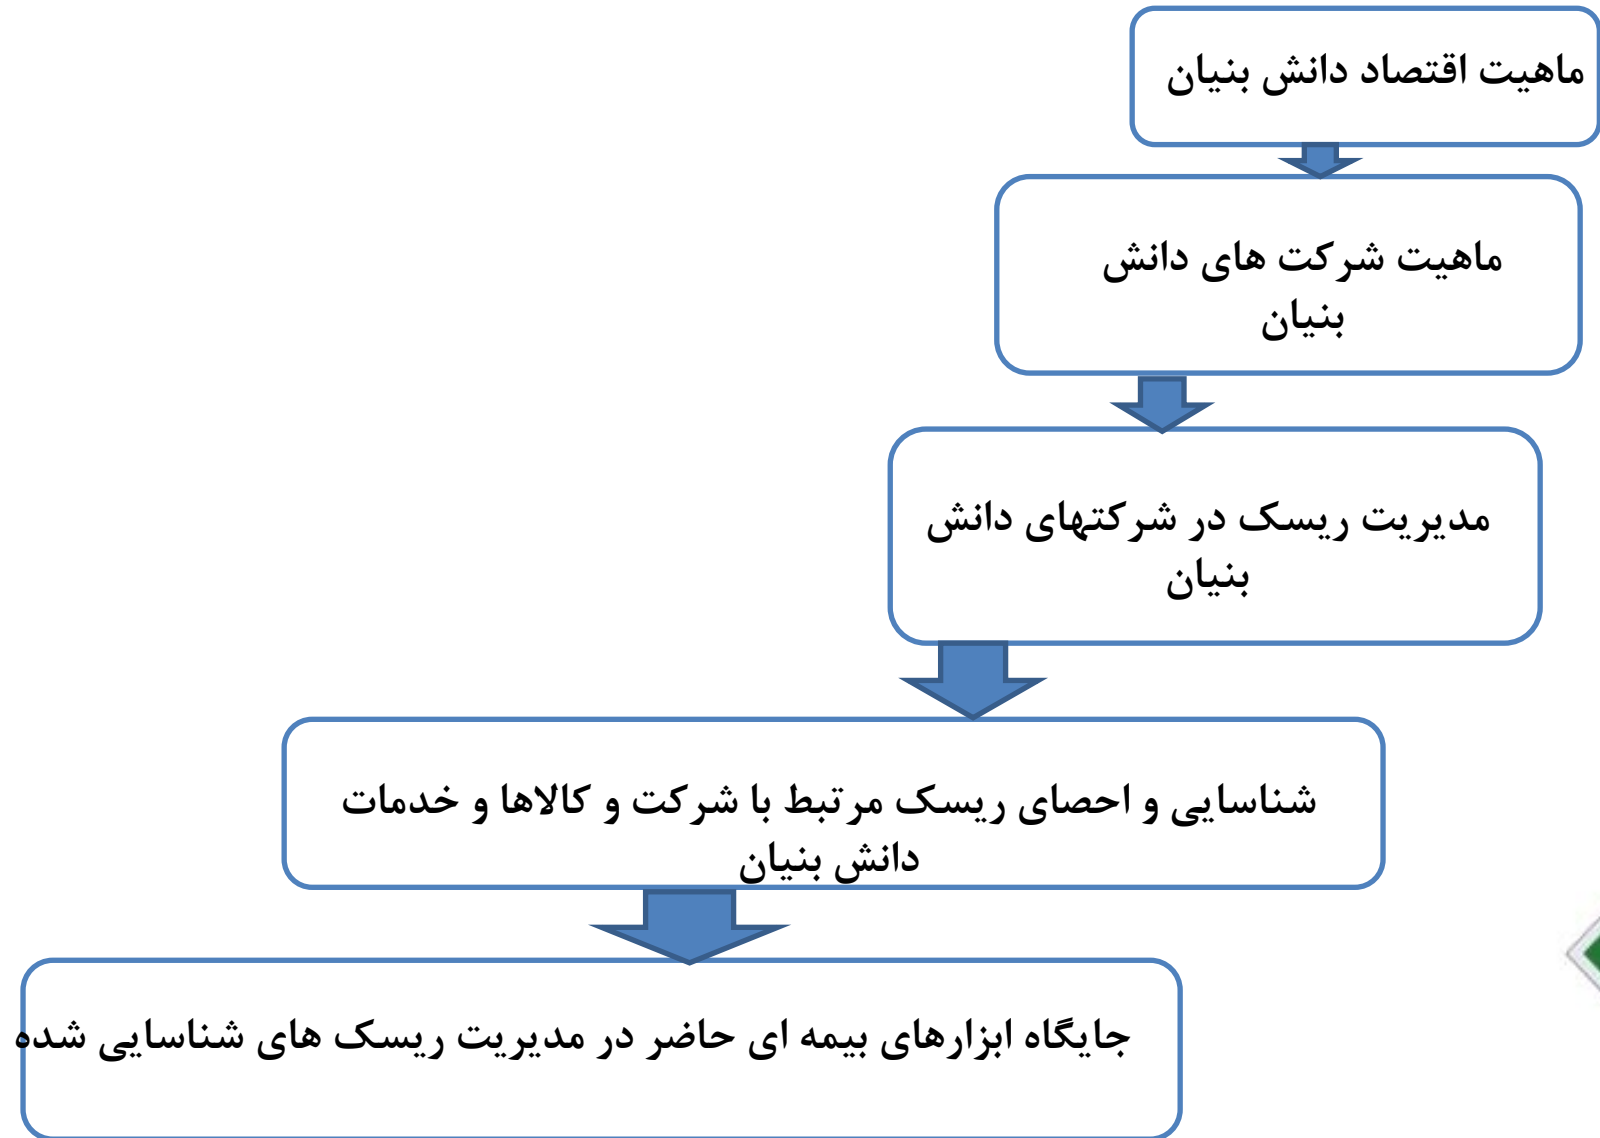 ماهیت اقتصاد دانش بنیان
ماهیت شرکت های دانش
بنیان
مدیریت ریسک در شرکتهای دانش
بنیان
شناسایی و احصای ریسک مرتبط با شرکت و کالاها و خدمات
دانش بنیان
جایگاه ابزارهای بیمه ای حاضر در مدیریت ریسک های شناسایی شده